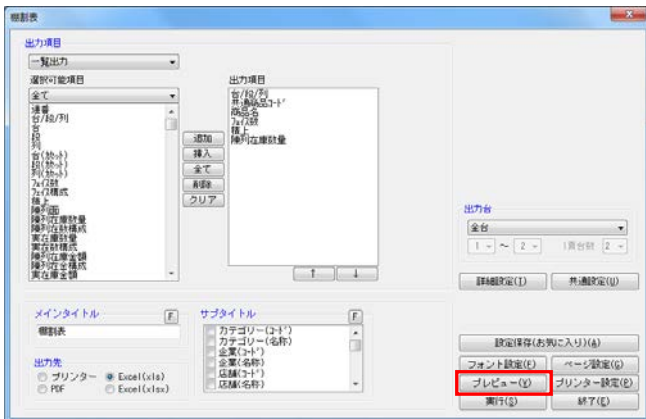 棚割表
出力項目
一覧出力
選択可能項目
全て
連番
台/段/列
台
段
列
台(カセット)
段(カセット)
列(カセット)
フェイス数
フェイス構成
積上
陳列面
陳列在庫数量
陳列在数構成
実在庫数量
実在数構成
陳列在庫金額
陳列在金構成
実在庫金額
追加
挿入
全て
削除
クリア
出力項目
台/段/列
共通商品コード
商品名
フェイス数
積上
陳列在庫数量
↑
↓
出力台
全台
1 ~ 2
1頁台数 2
詳細設定(I)
共通設定(U)
メインタイトル
F
棚割表
出力先
プリンター
Excel(xls)
PDF
Excel(xlsx)
サブタイトル
F
カテゴリー(コード)
カテゴリー(名称)
企業(コード)
企業(名称)
店舗(コード)
店舗(名称)
設定保存(お気に入り)(A)
フォント設定(F)
ページ設定(G)
プレビュー(V)
プリンター設定(P)
実行(S)
終了(E)